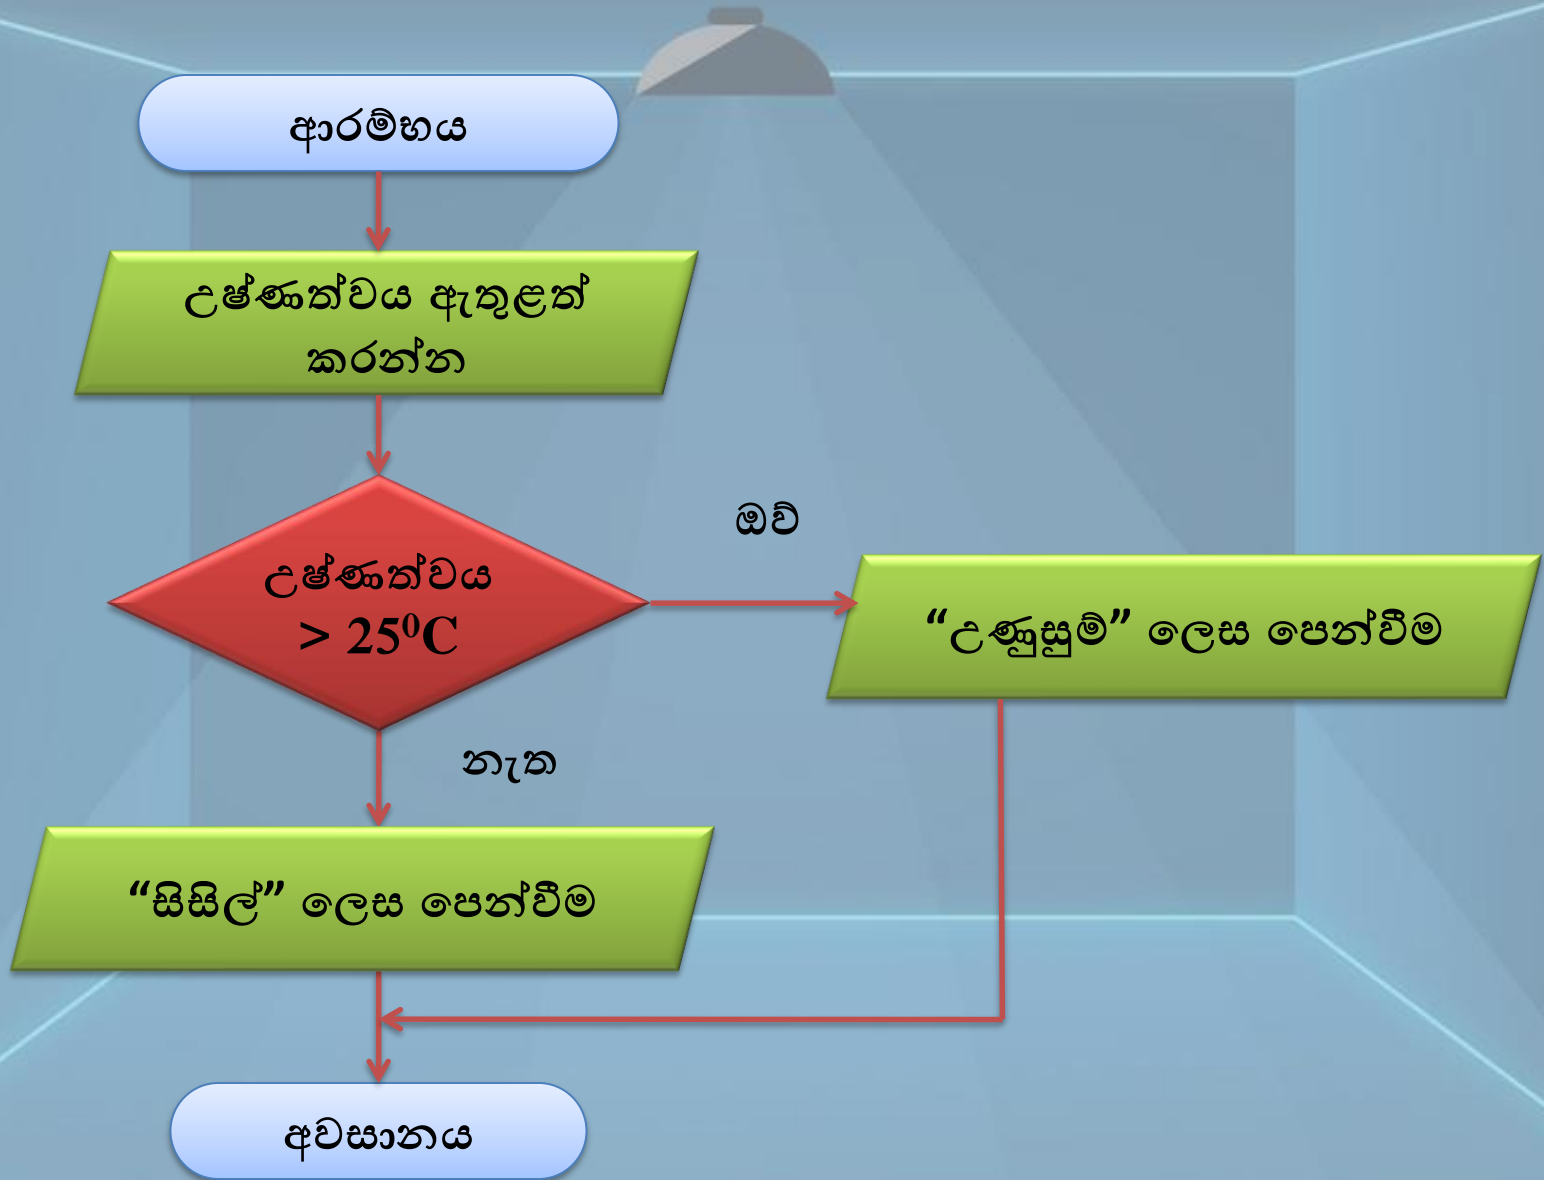 ආරම්භය
උෂ්ණත්වය ඇතුළත්
කරන්න
උෂ්ණත්වය
> 25⁰C
ඔව්
“උණුසුම්” ලෙස පෙන්වීම
නැත
“සිසිල්” ලෙස පෙන්වීම
අවසානය